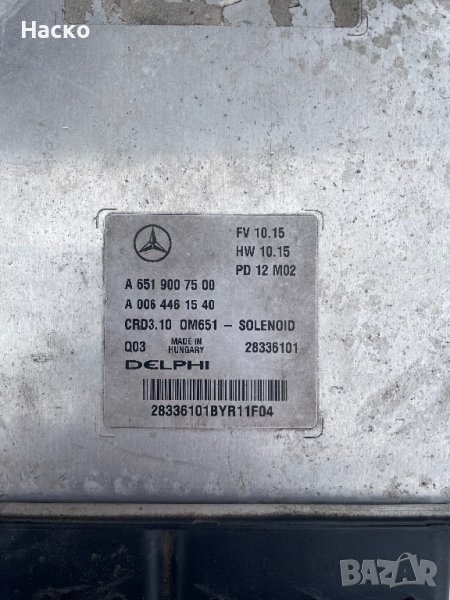 Наско
FV 10.15
HW 10.15
PD 12 M02
A 651 900 75 00
A 006 446 15 40
CRD3.10 OM651 – SOLENOID
Q03 MADE IN HUNGARY 28336101
DELPHI
28336101BYR11F04
BAZAR